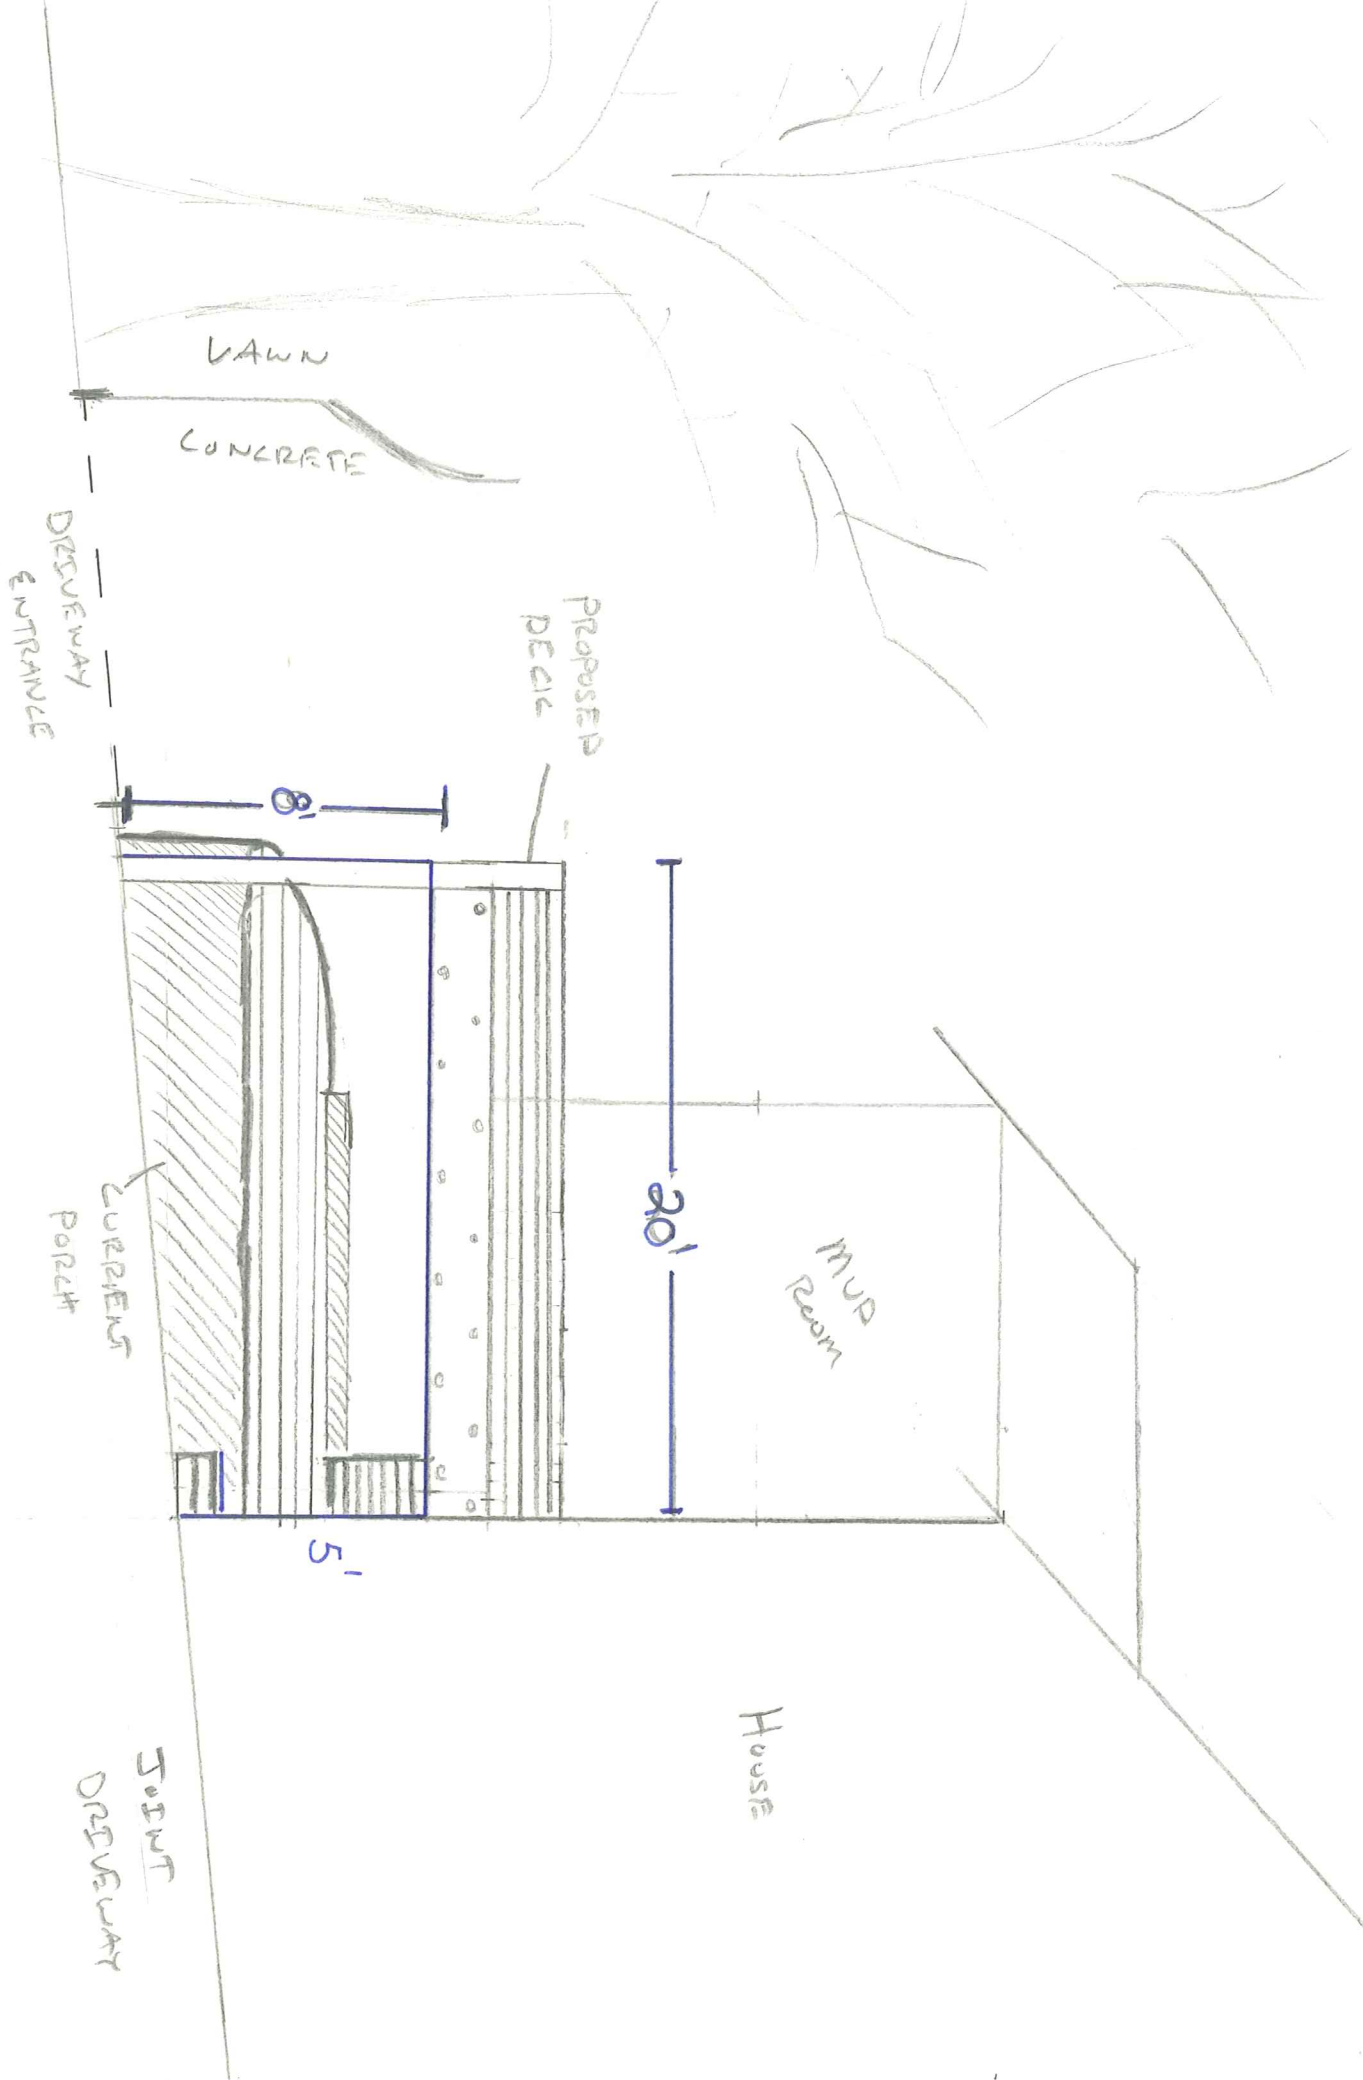 LAWN
CONCRETE
DRIVEWAY
ENTRANCE
PROPOSED
DECK
8'
20'
MUD
ROOM
CURRENT
PORCH
5'
HOUSE
JOINT
DRIVEWAY